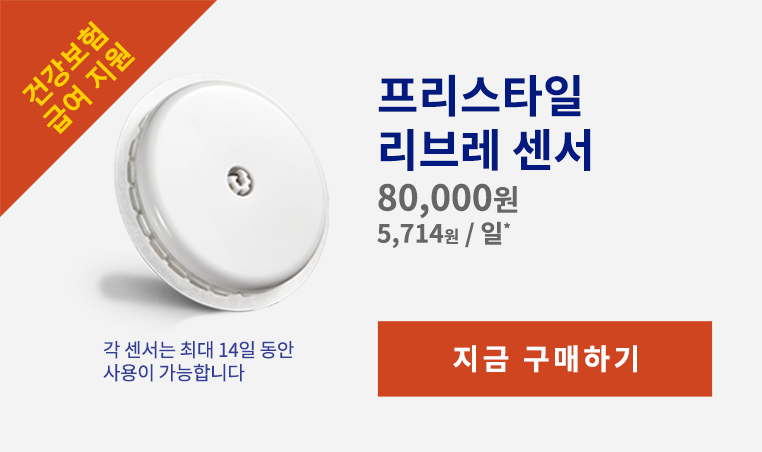 건강보험
급여 지원
프리스타일
리브레 센서
80,000원
5,714원 / 일*
각 센서는 최대 14일 동안
사용이 가능합니다
지금 구매하기